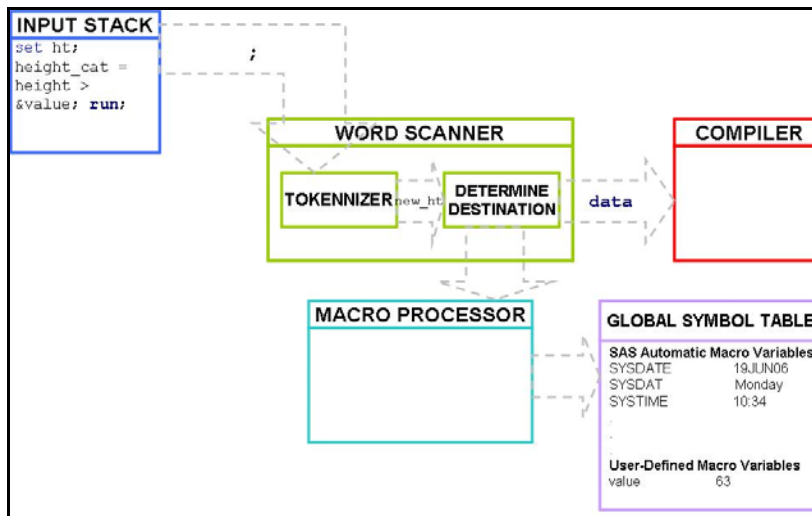 INPUT STACK
set ht;
height_cat =
height >
&value; run;
;
WORD SCANNER
TOKENNIZER
new_ht
DETERMINE
DESTINATION
data
COMPILER
MACRO PROCESSOR
GLOBAL SYMBOL TABLE
SAS Automatic Macro Variables
SYSDATE 19JUN06
SYSDAT Monday
SYSTIME 10:34
.
.
.
User-Defined Macro Variables
value 63